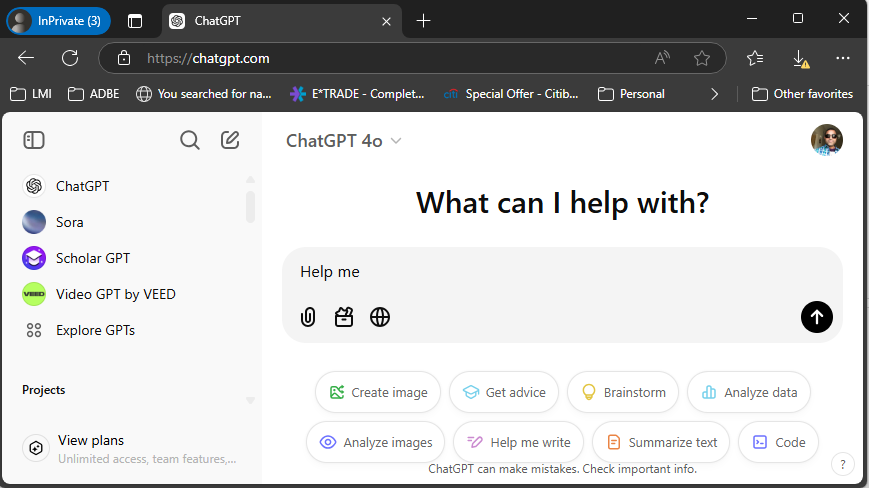 InPrivate (3)
ChatGPT
https://chatgpt.com
LMI
ADBE
You searched for na...
E*TRADE - Complet...
citi
Special Offer - Citib...
Personal
Other favorites
ChatGPT 4o
ChatGPT
Sora
Scholar GPT
VEED
Video GPT by VEED
Explore GPTs
Projects
View plans
Unlimited access, team features,...
What can I help with?
Help me
Create image
Get advice
Brainstorm
Analyze data
Analyze images
Help me write
Summarize text
Code
ChatGPT can make mistakes. Check important info.
?